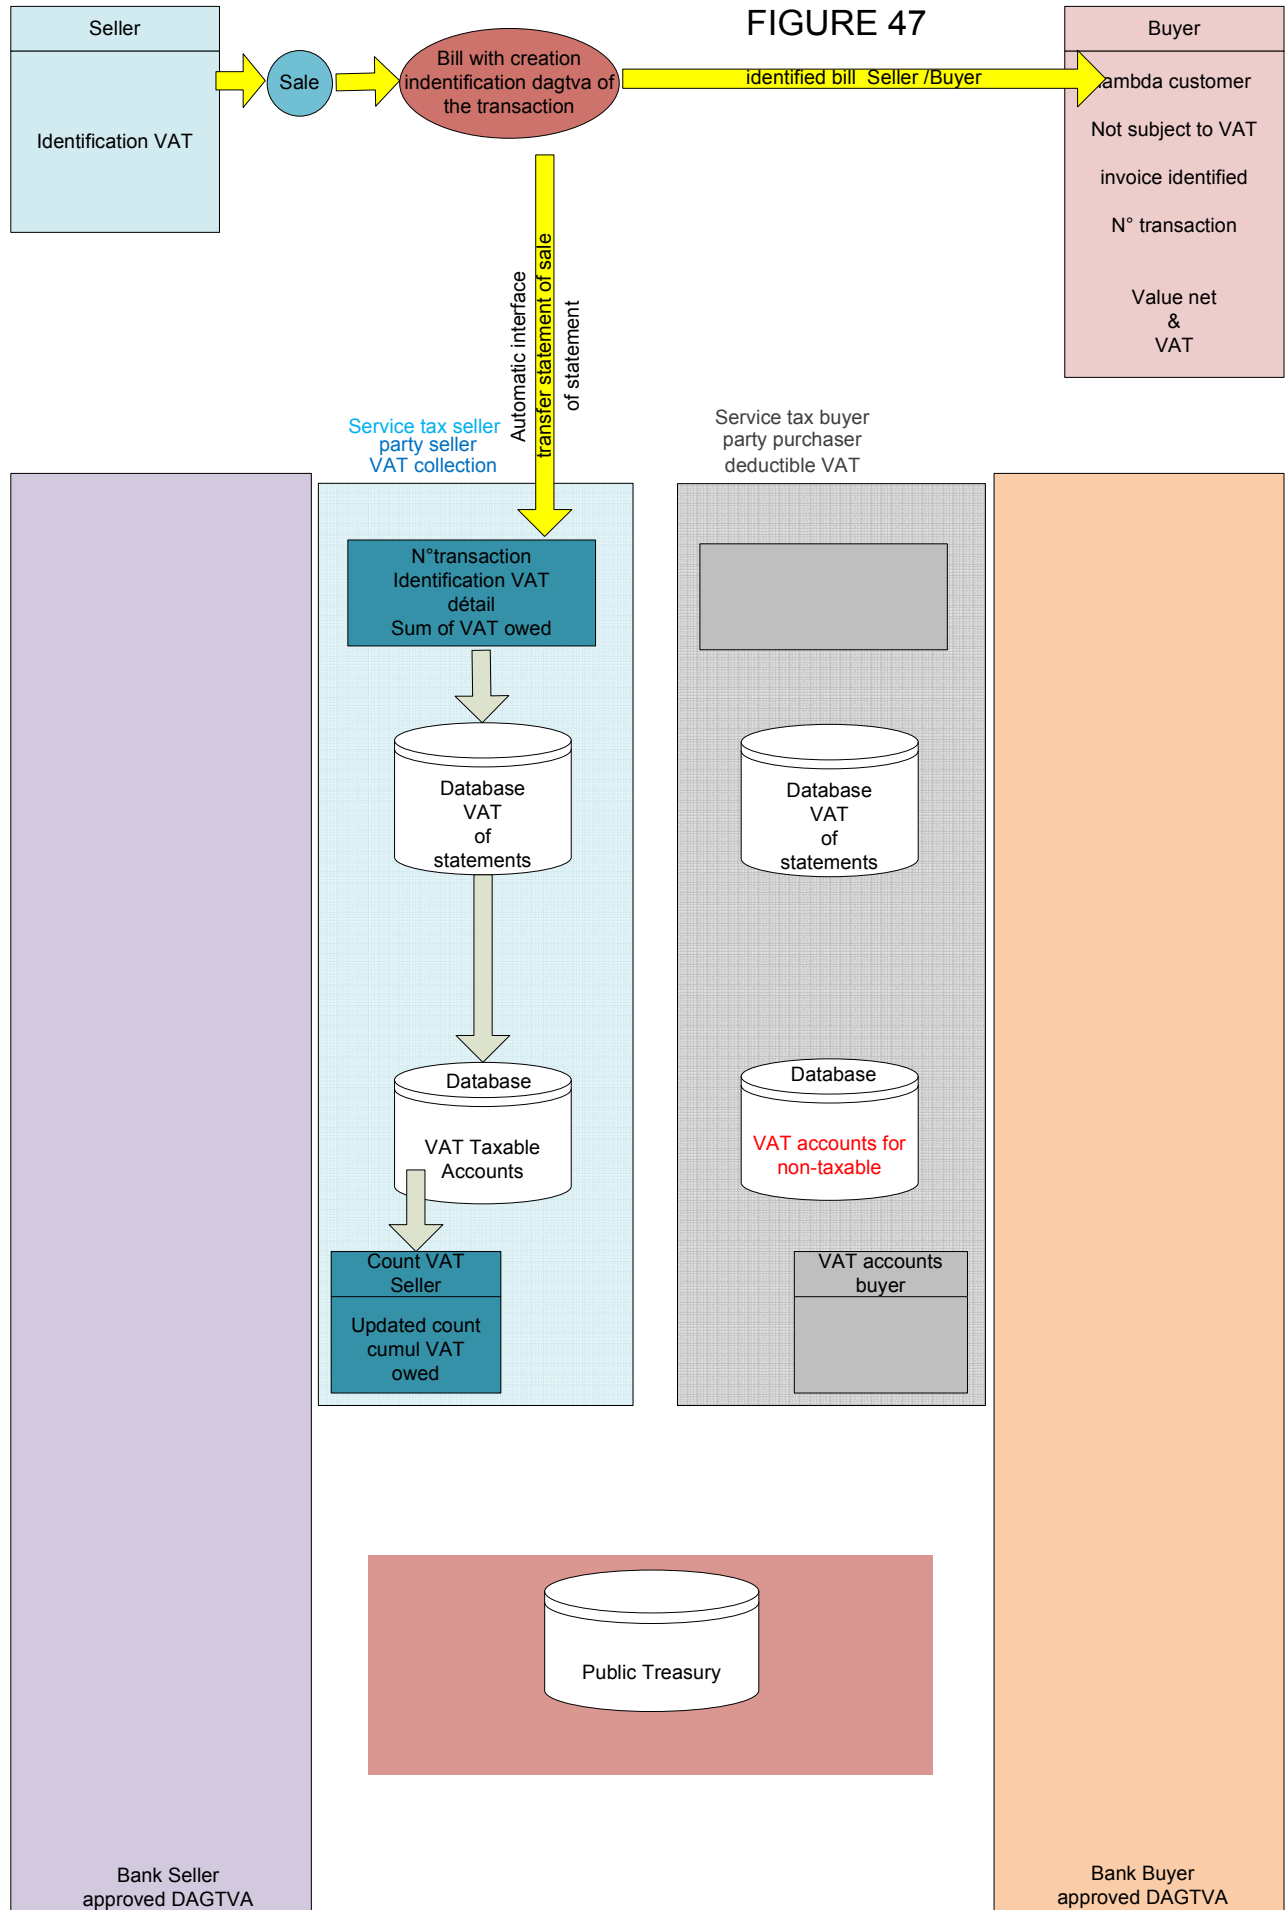 FIGURE 47
Seller
Identification VAT
Sale
Bill with creation
indentification dagtva of
the transaction
identified bill  Seller /Buyer
Buyer
lambda customer
Not subject to VAT
invoice identified
N° transaction
Value net
&
VAT
Automatic interface
transfer statement of sale
of statement
Service tax seller
party seller
VAT collection
Service tax buyer
party purchaser
deductible VAT
N°transaction
Identification VAT
détail
Sum of VAT owed
Database
VAT
of
statements
Database
VAT
of
statements
Database
VAT Taxable
Accounts
Database
VAT accounts for
non-taxable
Count VAT
Seller
Updated count
cumul VAT
owed
VAT accounts
buyer
Public Treasury
Bank Seller
approved DAGTVA
Bank Buyer
approved DAGTVA